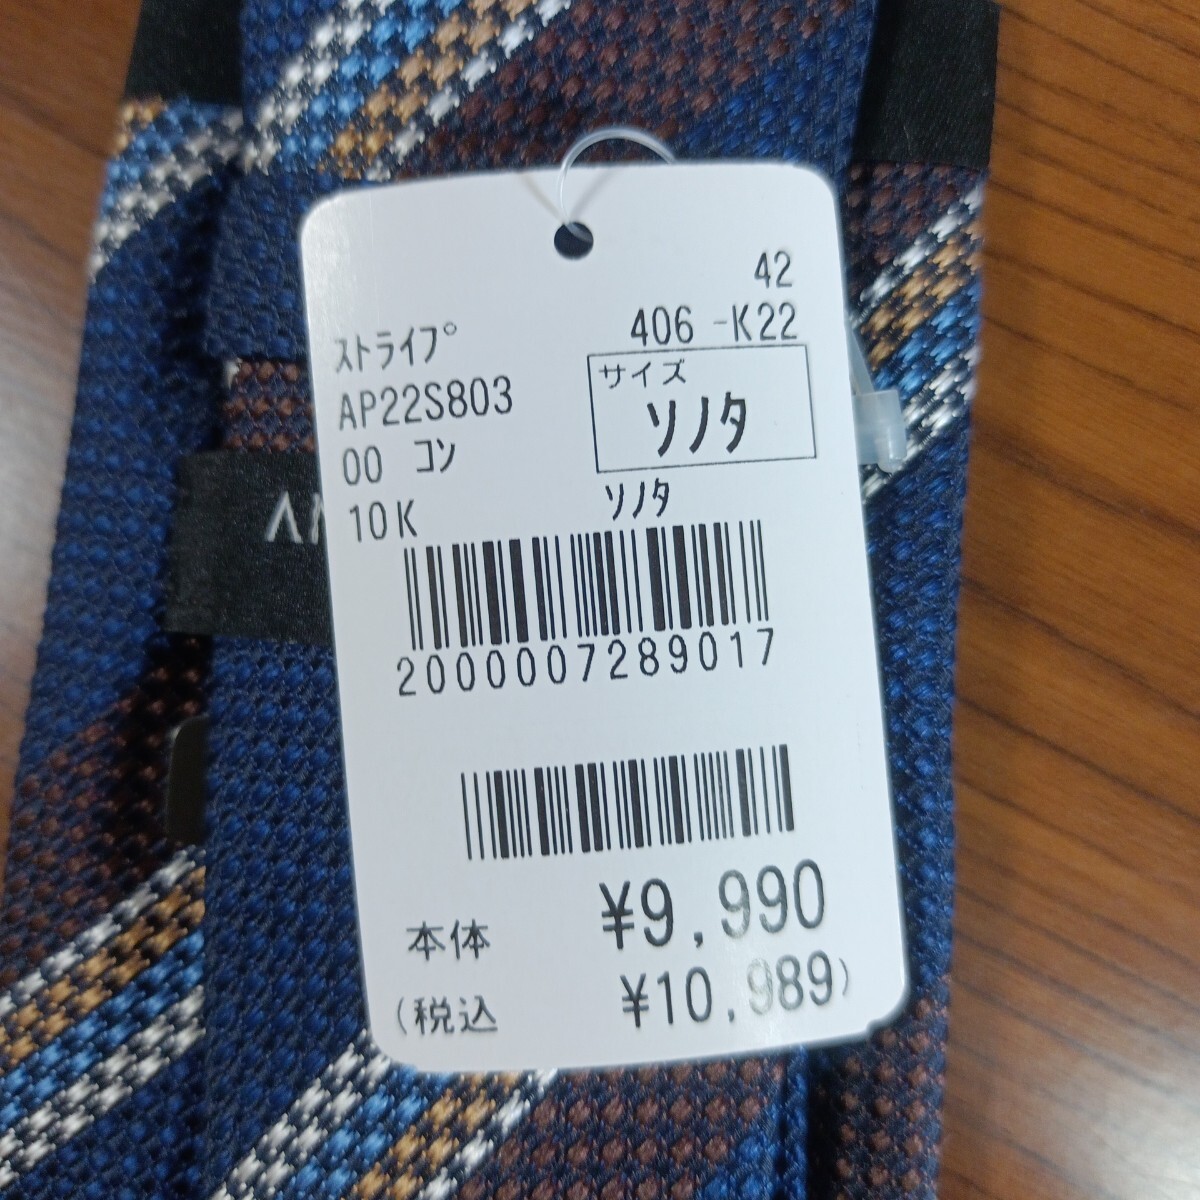 42
406 -K22
ｽﾄﾗｲﾌﾟ
サイズ
AP22S803
ソノタ
00 コン
10K
ソノタ
2000007289017
本体 ¥9,990
(税込 ¥10,989)